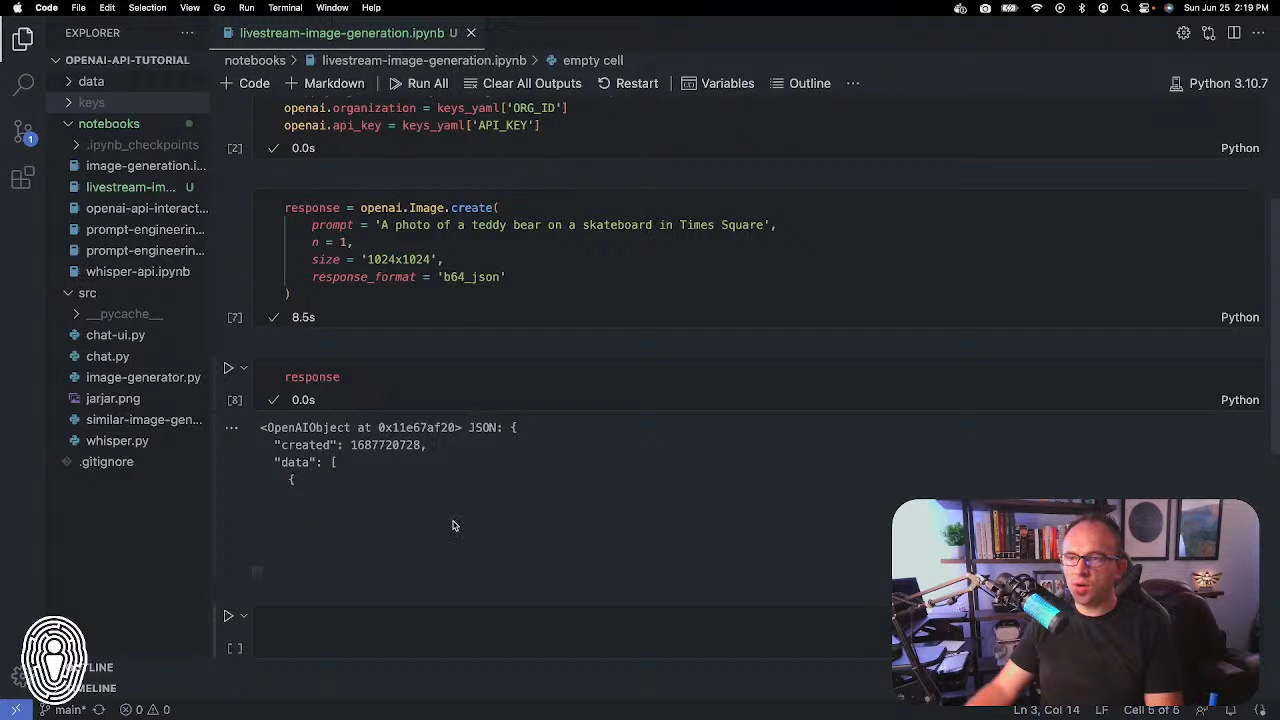 Code File Edit Selection View Go Run Terminal Window Help Sun Jun 25 2:19 PM
EXPLORER
livestream-image-generation.ipynb U
OPENAI-API-TUTORIAL
notebooks > livestream-image-generation.ipynb > empty cell
data
+ Code + Markdown Run All Clear All Outputs Restart Variables Outline Python 3.10.7
keys
notebooks
.ipynb_checkpoints
image-generation.i...
livestream-im... U
openai-api-interact...
prompt-engineerin...
prompt-engineerin...
whisper-api.ipynb
src
__pycache__
chat-ui.py
chat.py
image-generator.py
jarjar.png
similar-image-gen...
whisper.py
.gitignore
openai.organization = keys_yaml['ORG_ID']
openai.api_key = keys_yaml['API_KEY']
[2] 0.0s Python
response = openai.Image.create(
prompt = 'A photo of a teddy bear on a skateboard in Times Square',
n = 1,
size = '1024x1024',
response_format = 'b64_json'
)
[7] 8.5s Python
response
[8] 0.0s Python
<OpenAIObject at 0x11e67af20> JSON: {
"created": 1687720728,
"data": [
{
[ ]
TLINE
MELINE
main* 0 0 Ln 3, Col 14 LF Cell 5 of 5
1